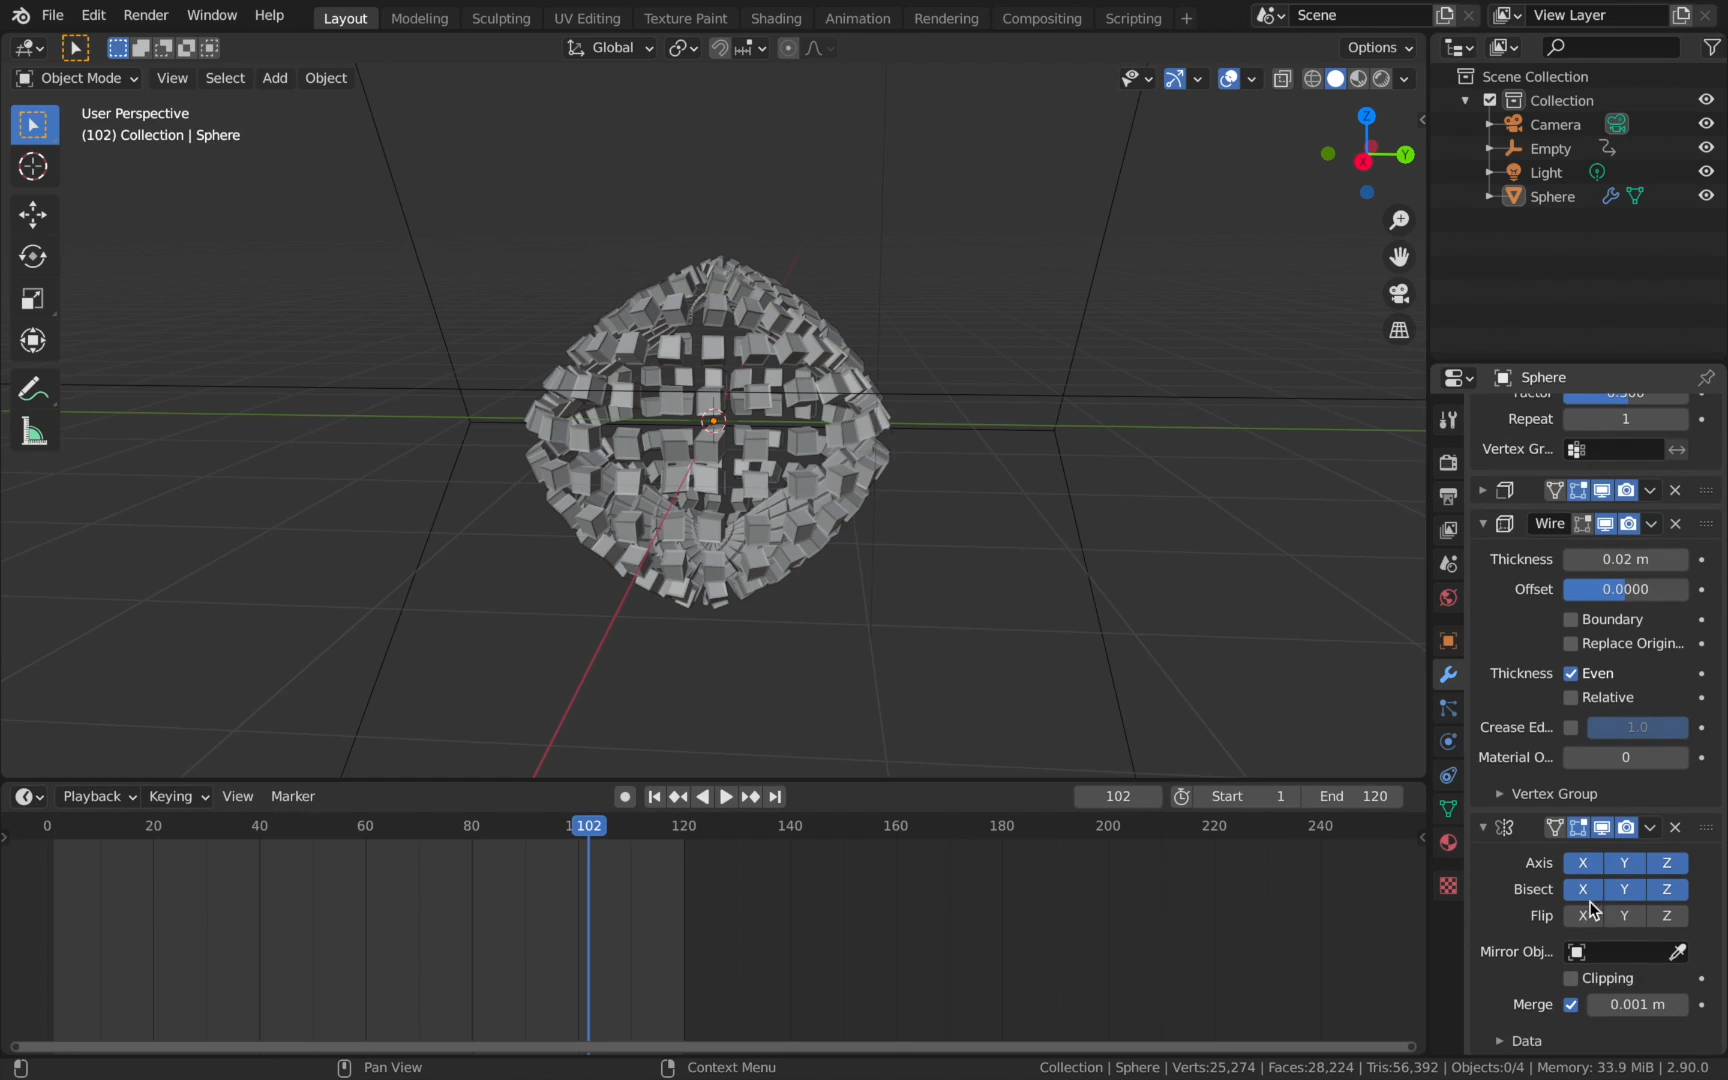 File Edit Render Window Help Layout Modeling Sculpting UV Editing Texture Paint Shading Animation Rendering Compositing Scripting + Scene View Layer
Global Options
Object Mode View Select Add Object
User Perspective
(102) Collection | Sphere
Z
Y
X
Scene Collection
Collection
Camera
Empty
Light
Sphere
Sphere
Repeat 1
Vertex Gr...
Wire
Thickness 0.02 m
Offset 0.0000
Boundary
Replace Origin...
Thickness Even
Relative
Crease Ed... 1.0
Material O... 0
Vertex Group
Axis X Y Z
Bisect X Y Z
Flip X Y Z
Mirror Obj...
Clipping
Merge 0.001 m
Data
Playback Keying View Marker 102 Start 1 End 120
0 20 40 60 80 102 120 140 160 180 200 220 240
Pan View Context Menu Collection | Sphere | Verts:25,274 | Faces:28,224 | Tris:56,392 | Objects:0/4 | Memory: 33.9 MiB | 2.90.0